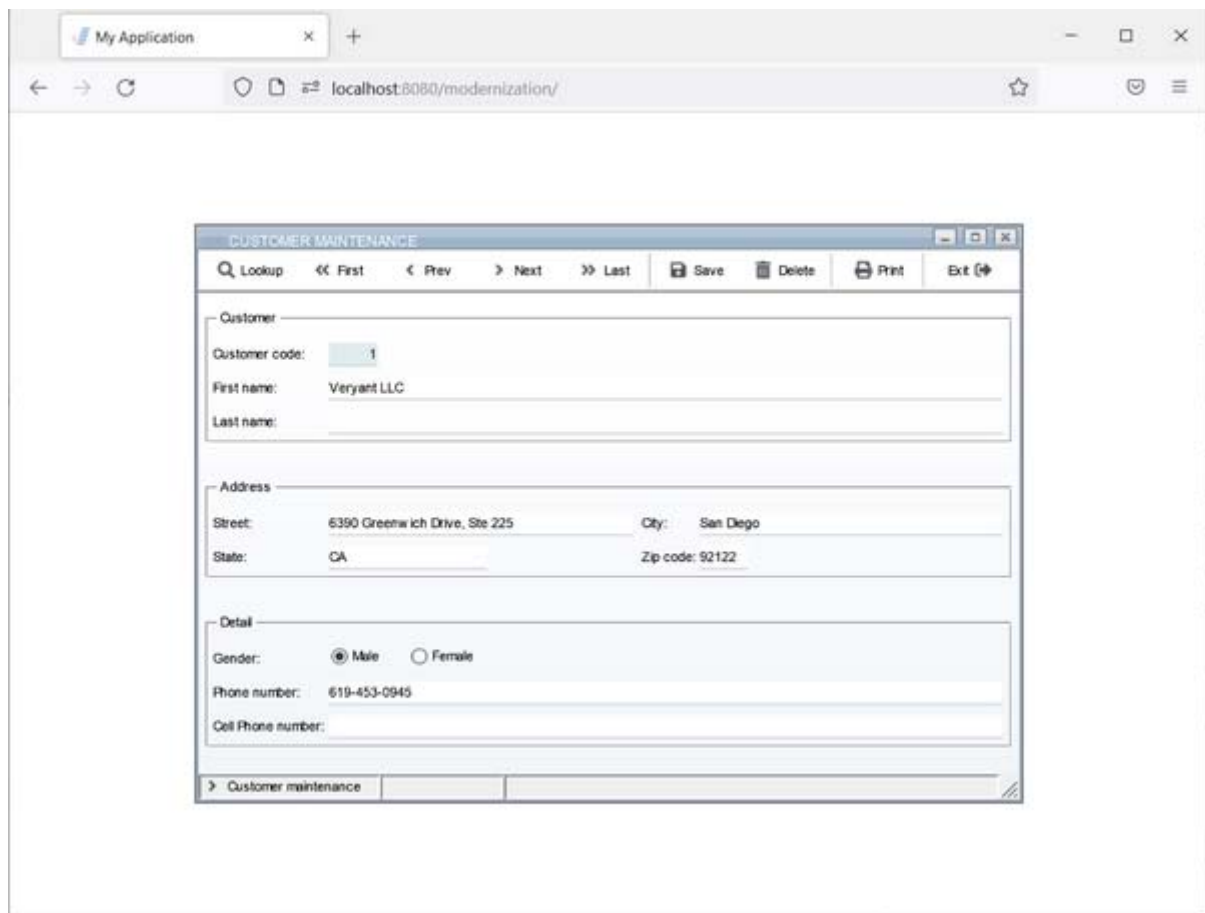 My Application
localhost:8080/modernization/
CUSTOMER MAINTENANCE
Lookup First Prev Next Last Save Delete Print Exit
Customer
Customer code: 1
First name: Veryant LLC
Last name:
Address
Street: 6390 Greenwich Drive, Ste 225 City: San Diego
State: CA Zip code: 92122
Detail
Gender: Male Female
Phone number: 619-453-0945
Cell Phone number:
Customer maintenance